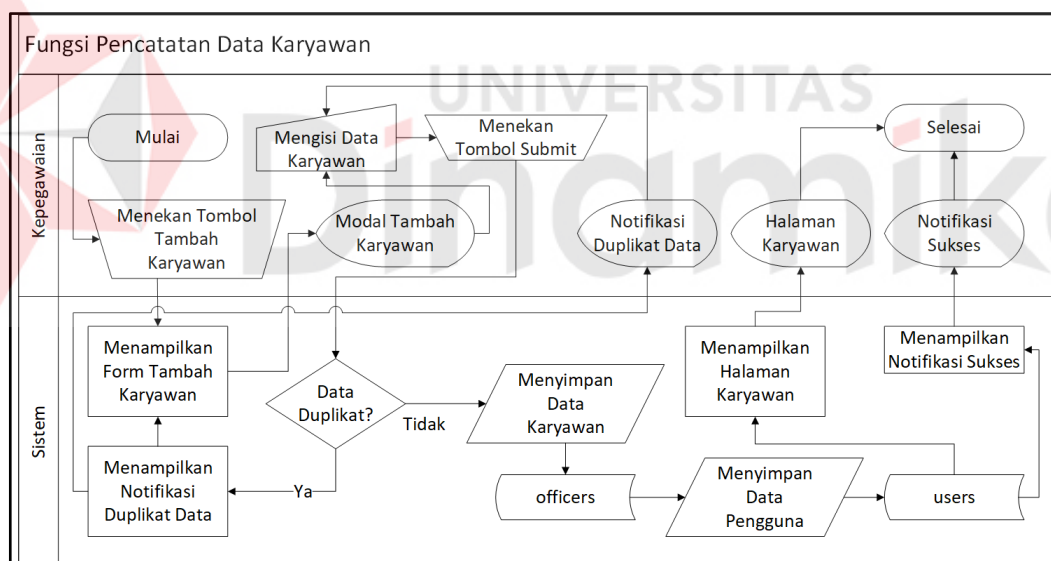 Fungsi Pencatatan Data Karyawan
UNIVERSITAS
Dinamika
Kepegawaian
Mulai
Mengisi Data
Karyawan
Menekan
Tombol Submit
Selesai
Menekan Tombol
Tambah
Karyawan
Modal Tambah
Karyawan
Notifikasi
Duplikat Data
Halaman
Karyawan
Notifikasi
Sukses
Sistem
Menampilkan
Form Tambah
Karyawan
Data
Duplikat?
Tidak
Menyimpan
Data
Karyawan
Menampilkan
Halaman
Karyawan
Menampilkan
Notifikasi Sukses
Menampilkan
Notifikasi
Duplikat Data
Ya
officers
Menyimpan
Data
Pengguna
users